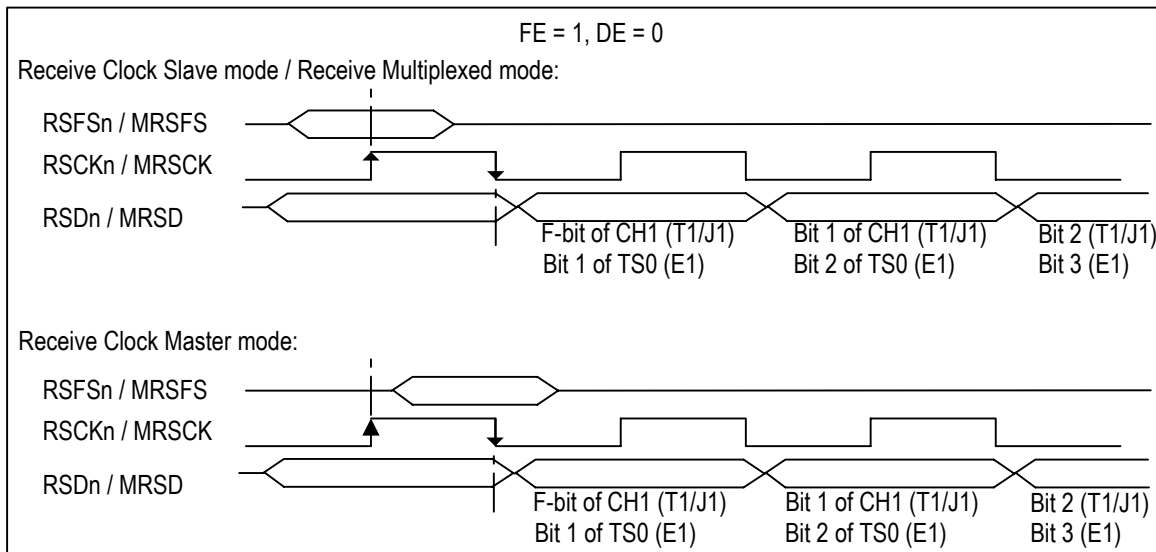 FE = 1, DE = 0
Receive Clock Slave mode / Receive Multiplexed mode:
RSFSn / MRSFS
RSCKn / MRSCK
RSDn / MRSD
F-bit of CH1 (T1/J1)
Bit 1 of TS0 (E1)
Bit 1 of CH1 (T1/J1)
Bit 2 of TS0 (E1)
Bit 2 (T1/J1)
Bit 3 (E1)
Receive Clock Master mode:
RSFSn / MRSFS
RSCKn / MRSCK
RSDn / MRSD
F-bit of CH1 (T1/J1)
Bit 1 of TS0 (E1)
Bit 1 of CH1 (T1/J1)
Bit 2 of TS0 (E1)
Bit 2 (T1/J1)
Bit 3 (E1)